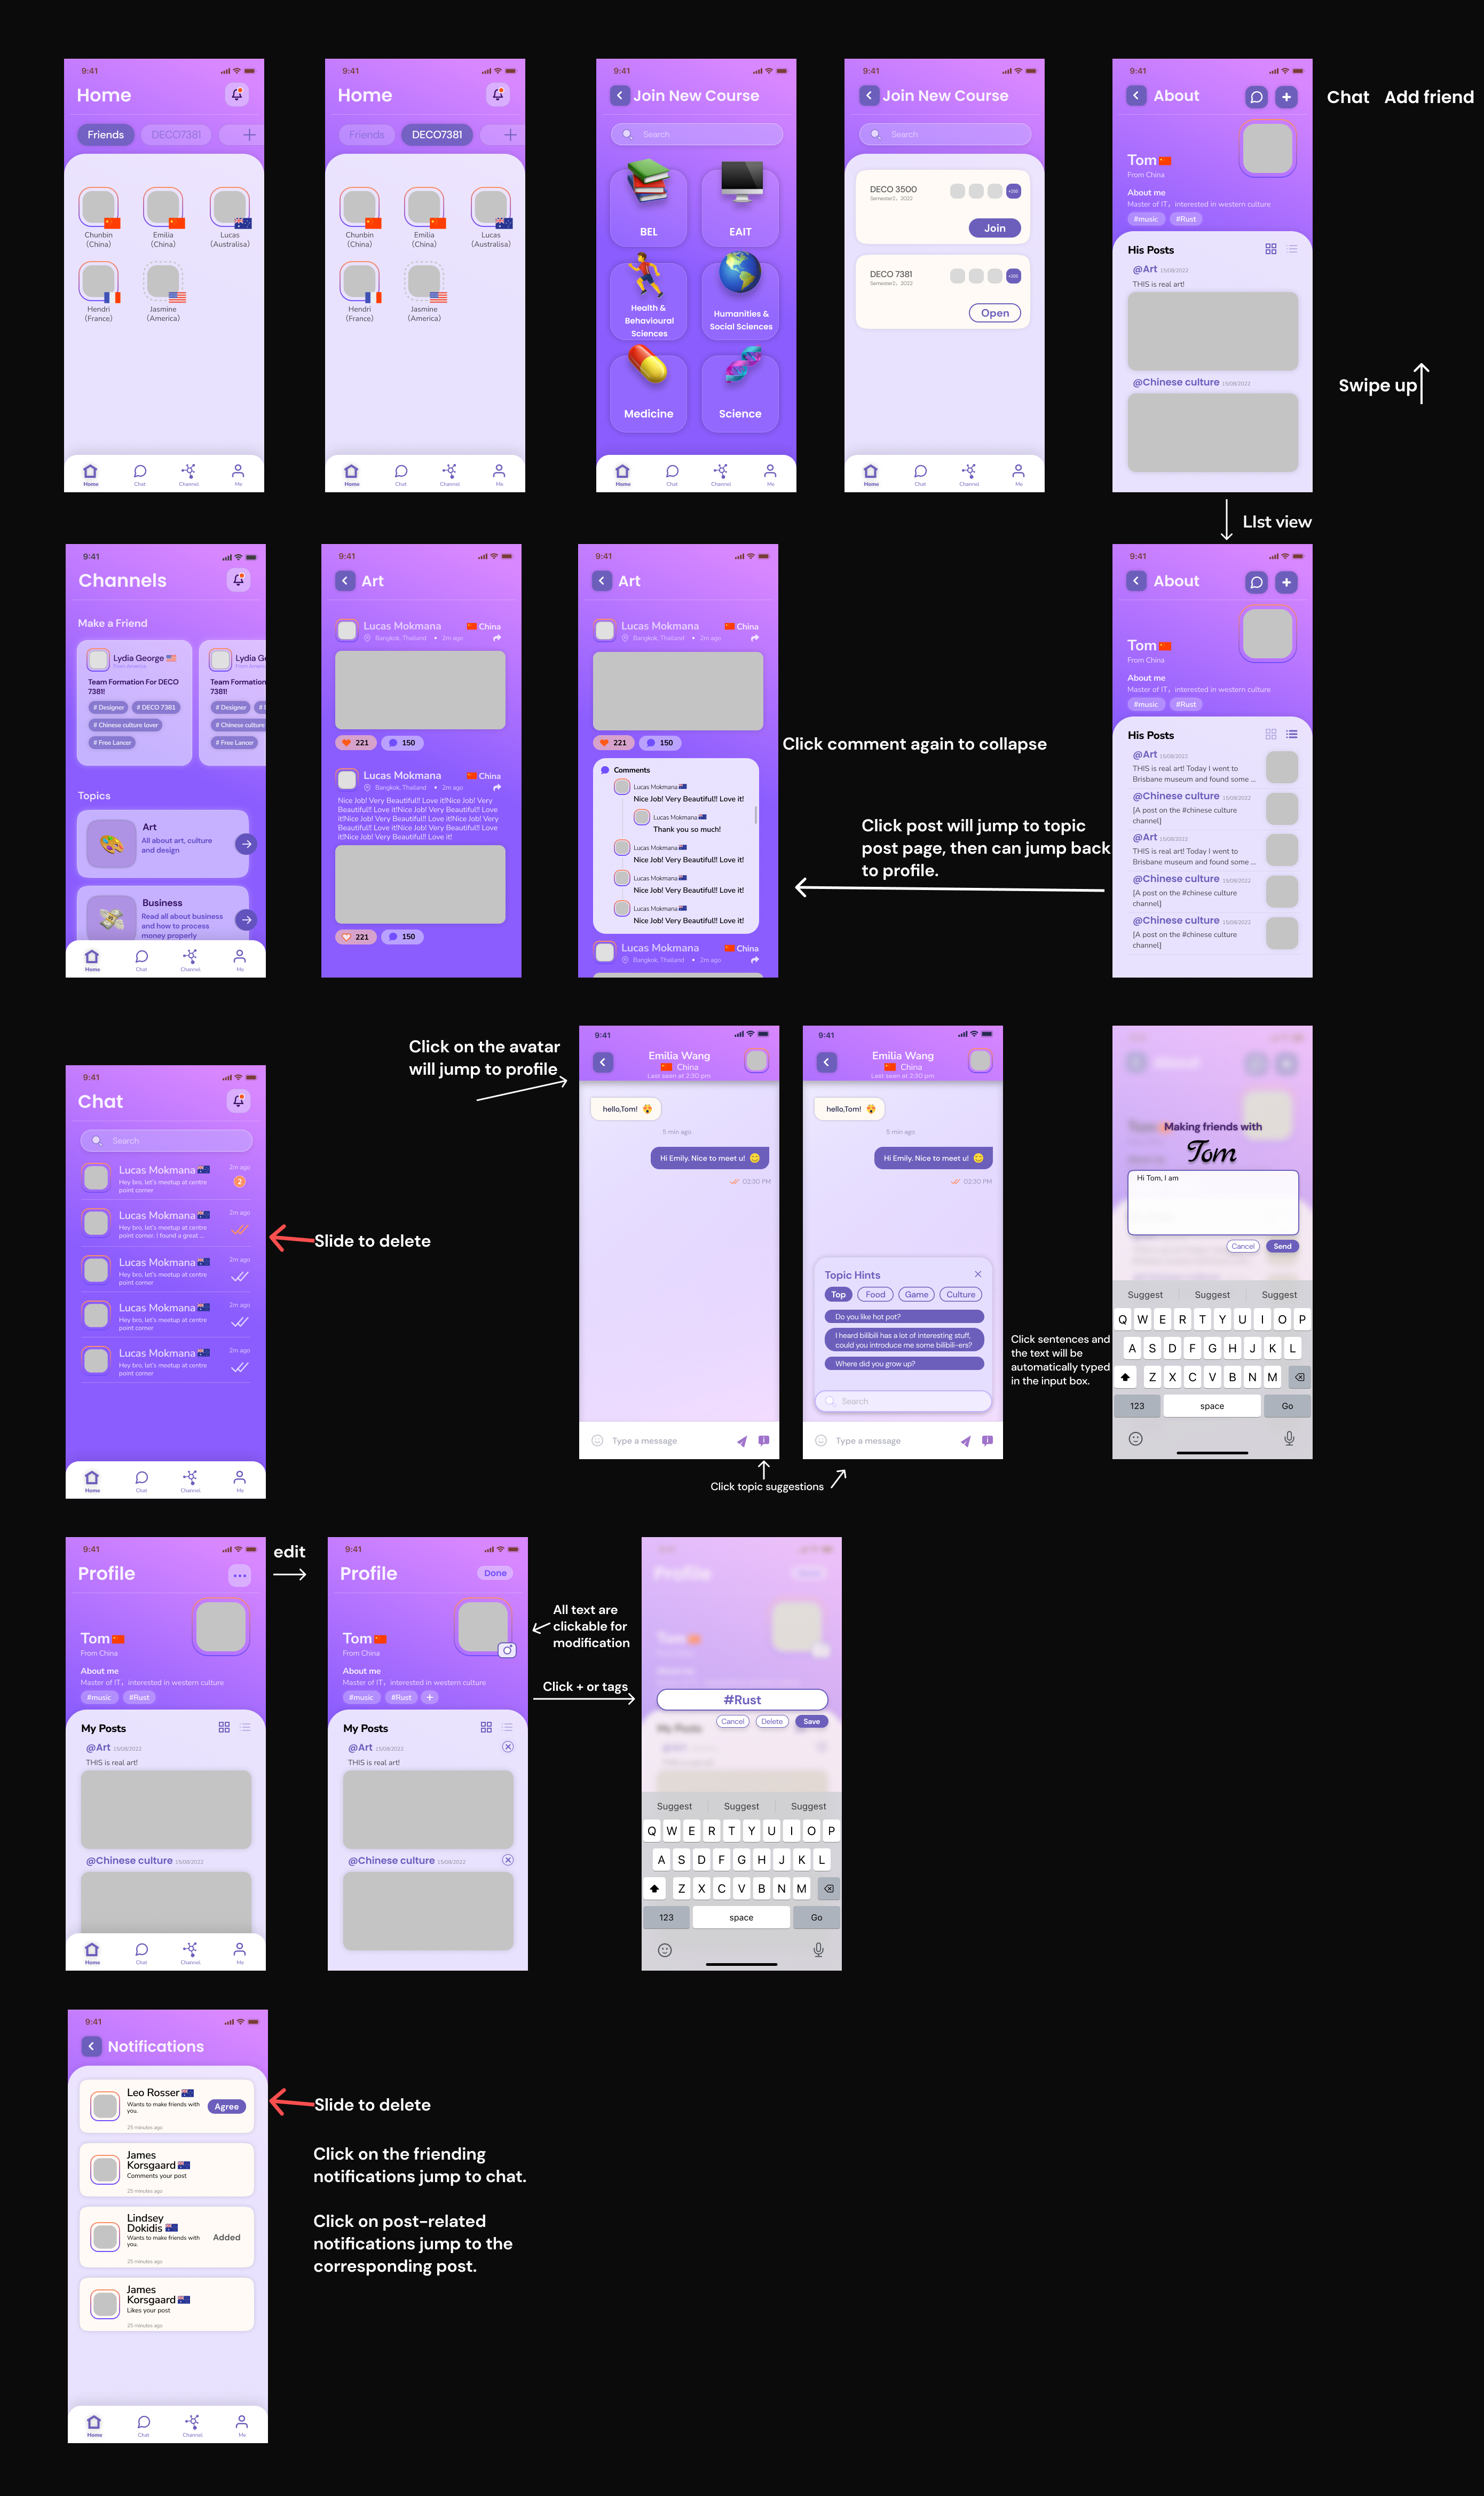 9:41
Home
Friends
DECO7381
Chunbin
(China)
Emilia
(China)
Lucas
(Australisa)
Hendri
(France)
Jasmine
(America)
Home
Chat
Channel
Me
9:41
Home
Friends
DECO7381
Chunbin
(China)
Emilia
(China)
Lucas
(Australisa)
Hendri
(France)
Jasmine
(America)
Home
Chat
Channel
Me
9:41
Join New Course
Search
BEL
EAIT
Health &
Behavioural
Sciences
Humanities &
Social Sciences
Medicine
Science
Home
Chat
Channel
Me
9:41
Join New Course
Search
DECO 3500
Semester2, 2022
+200
Join
DECO 7381
Semester2, 2022
+200
Open
Home
Chat
Channel
Me
9:41
About
Tom
From China
About me
Master of IT, interested in western culture
#music
#Rust
His Posts
@Art 15/08/2022
THIS is real art!
@Chinese culture 15/08/2022
Chat
Add friend
Swipe up
LIst view
9:41
Channels
Make a Friend
Lydia George
From America
Team Formation For DECO
7381!
# Designer
# DECO 7381
# Chinese culture lover
# Free Lancer
Lydia Ge
Team Formation
7381!
# Designer
# Chinese culture
# Free Lancer
Topics
Art
All about art, culture
and design
Business
Read all about business
and how to process
money properly
Home
Chat
Channel
Me
9:41
Art
Lucas Mokmana
China
Bangkok, Thailand • 2m ago
221
150
Lucas Mokmana
China
Bangkok, Thailand • 2m ago
Nice Job! Very Beautiful!! Love it!Nice Job! Very
Beautiful!! Love it!Nice Job! Very Beautiful!! Love
it!Nice Job! Very Beautiful!! Love it!Nice Job! Very
Beautiful!! Love it!Nice Job! Very Beautiful!! Love
it!Nice Job! Very Beautiful!! Love it!
221
150
9:41
Art
Lucas Mokmana
China
Bangkok, Thailand • 2m ago
221
150
Comments
Lucas Mokmana
Nice Job! Very Beautiful!! Love it!
Lucas Mokmana
Thank you so much!
Lucas Mokmana
Nice Job! Very Beautiful!! Love it!
Lucas Mokmana
Nice Job! Very Beautiful!! Love it!
Lucas Mokmana
Nice Job! Very Beautiful!! Love it!
Lucas Mokmana
China
Bangkok, Thailand • 2m ago
Click comment again to collapse
Click post will jump to topic
post page, then can jump back
to profile.
9:41
About
Tom
From China
About me
Master of IT, interested in western culture
#music
#Rust
His Posts
@Art 15/08/2022
THIS is real art! Today I went to
Brisbane museum and found some ...
@Chinese culture 15/08/2022
[A post on the #chinese culture
channel]
@Art 15/08/2022
THIS is real art! Today I went to
Brisbane museum and found some ...
@Chinese culture 15/08/2022
[A post on the #chinese culture
channel]
@Chinese culture 15/08/2022
[A post on the #chinese culture
channel]
9:41
Chat
Search
Lucas Mokmana
2m ago
Hey bro, let's meetup at centre
point corner
2
Lucas Mokmana
2m ago
Hey bro, let's meetup at centre
point corner. I found a great ...
Lucas Mokmana
2m ago
Hey bro, let's meetup at centre
point corner
Lucas Mokmana
2m ago
Hey bro, let's meetup at centre
point corner
Lucas Mokmana
2m ago
Hey bro, let's meetup at centre
point corner
Home
Chat
Channel
Me
Slide to delete
Click on the avatar
will jump to profile
9:41
Emilia Wang
China
Last seen at 2:30 pm
hello,Tom!
5 min ago
Hi Emily. Nice to meet u!
02:30 PM
Type a message
9:41
Emilia Wang
China
Last seen at 2:30 pm
hello,Tom!
5 min ago
Hi Emily. Nice to meet u!
02:30 PM
Topic Hints
Top
Food
Game
Culture
Do you like hot pot?
I heard bilibili has a lot of interesting stuff,
could you introduce me some bilibili-ers?
Where did you grow up?
Search
Type a message
Click topic suggestions
Click sentences and
the text will be
automatically typed
in the input box.
Making friends with
Tom
Hi Tom, I am
Cancel
Send
Suggest
Suggest
Suggest
Q W E R T Y U I O P
A S D F G H J K L
Z X C V B N M
123
space
Go
9:41
Profile
Tom
From China
About me
Master of IT, interested in western culture
#music
#Rust
My Posts
@Art 15/08/2022
THIS is real art!
@Chinese culture 15/08/2022
Home
Chat
Channel
Me
edit
9:41
Profile
Done
Tom
From China
About me
Master of IT, interested in western culture
#music
#Rust
+
My Posts
@Art 15/08/2022
THIS is real art!
@Chinese culture 15/08/2022
All text are
clickable for
modification
Click + or tags
#Rust
Cancel
Delete
Save
Suggest
Suggest
Suggest
Q W E R T Y U I O P
A S D F G H J K L
Z X C V B N M
123
space
Go
9:41
Notifications
Leo Rosser
Wants to make friends with
you.
25 minutes ago
Agree
James
Korsgaard
Comments your post
25 minutes ago
Lindsey
Dokidis
Wants to make friends with
you.
25 minutes ago
Added
James
Korsgaard
Likes your post
25 minutes ago
Home
Chat
Channel
Me
Slide to delete
Click on the friending
notifications jump to chat.
Click on post-related
notifications jump to the
corresponding post.